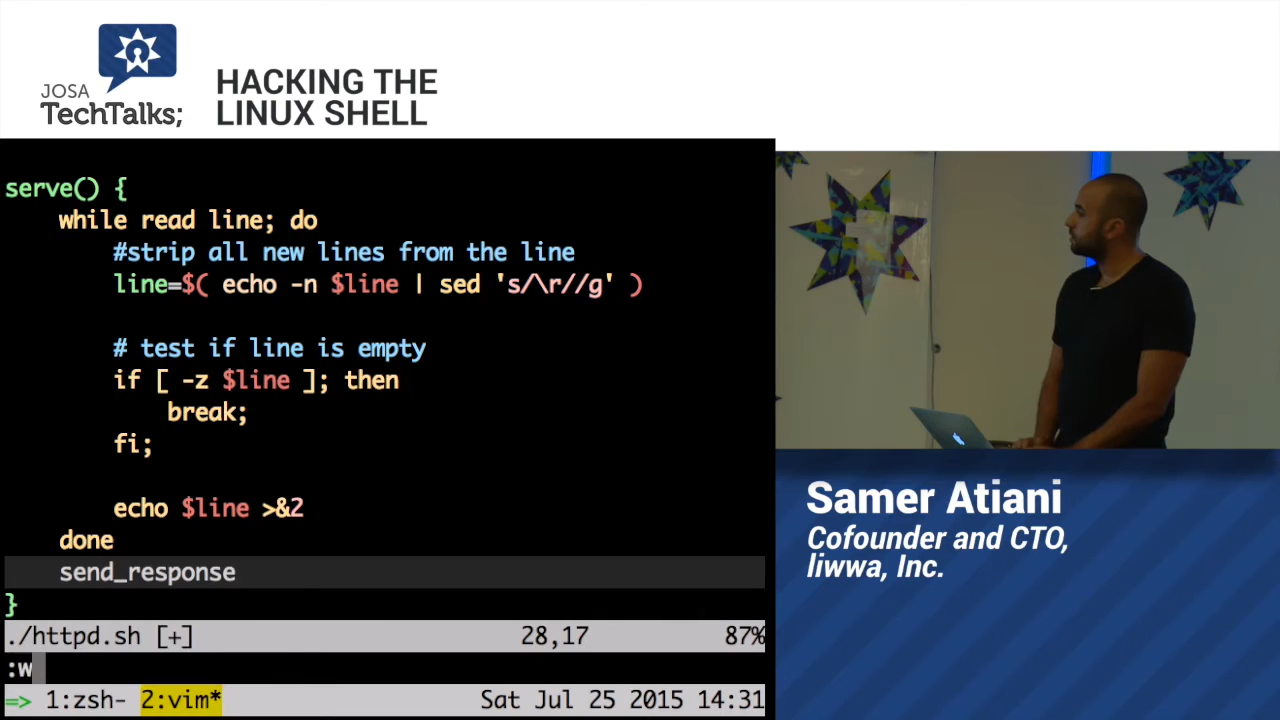 JOSA
TechTalks;
HACKING THE
LINUX SHELL
serve() {
    while read line; do
        #strip all new lines from the line
        line=$( echo -n $line | sed 's/\r//g' )
        # test if line is empty
        if [ -z $line ]; then
            break;
        fi;
        echo $line >&2
    done
    send_response
}
./httpd.sh [+] 28,17 87%
:w
=> 1:zsh- 2:vim* Sat Jul 25 2015 14:31
Samer Atiani
Cofounder and CTO,
liwwa, Inc.